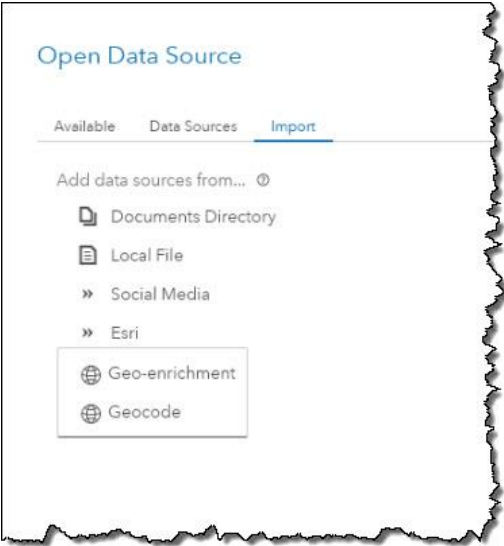 Open Data Source
Available Data Sources Import
Add data sources from...
Documents Directory
Local File
Social Media
Esri
Geo-enrichment
Geocode